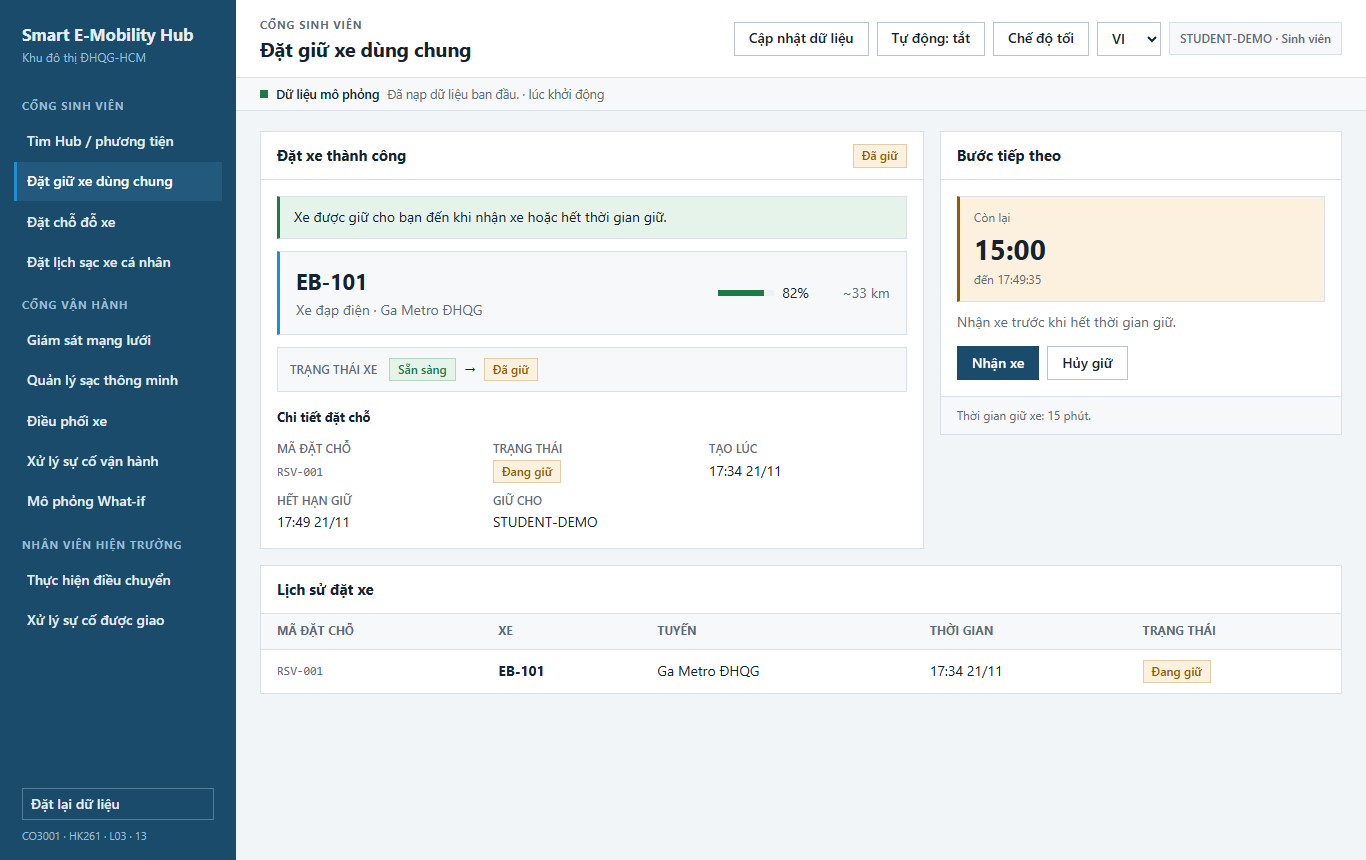 Smart E-Mobility Hub
Khu đô thị ĐHQG-HCM
CỔNG SINH VIÊN
Tìm Hub / phương tiện
Đặt giữ xe dùng chung
Đặt chỗ đỗ xe
Đặt lịch sạc xe cá nhân
CỔNG VẬN HÀNH
Giám sát mạng lưới
Quản lý sạc thông minh
Điều phối xe
Xử lý sự cố vận hành
Mô phỏng What-if
NHÂN VIÊN HIỆN TRƯỜNG
Thực hiện điều chuyển
Xử lý sự cố được giao
Đặt lại dữ liệu
CO3001 · HK261 · L03 · 13
CỔNG SINH VIÊN
Đặt giữ xe dùng chung
Cập nhật dữ liệu
Tự động: tắt
Chế độ tối
VI
STUDENT-DEMO · Sinh viên
Dữ liệu mô phỏng Đã nạp dữ liệu ban đầu. · lúc khởi động
Đặt xe thành công
Đã giữ
Xe được giữ cho bạn đến khi nhận xe hoặc hết thời gian giữ.
EB-101
Xe đạp điện · Ga Metro ĐHQG
82%
~33 km
TRẠNG THÁI XE Sẵn sàng → Đã giữ
Chi tiết đặt chỗ
MÃ ĐẶT CHỖ
RSV-001
TRẠNG THÁI
Đang giữ
TẠO LÚC
17:34 21/11
HẾT HẠN GIỮ
17:49 21/11
GIỮ CHO
STUDENT-DEMO
Bước tiếp theo
Còn lại
15:00
đến 17:49:35
Nhận xe trước khi hết thời gian giữ.
Nhận xe
Hủy giữ
Thời gian giữ xe: 15 phút.
Lịch sử đặt xe
MÃ ĐẶT CHỖ XE TUYẾN THỜI GIAN TRẠNG THÁI
RSV-001 EB-101 Ga Metro ĐHQG 17:34 21/11 Đang giữ